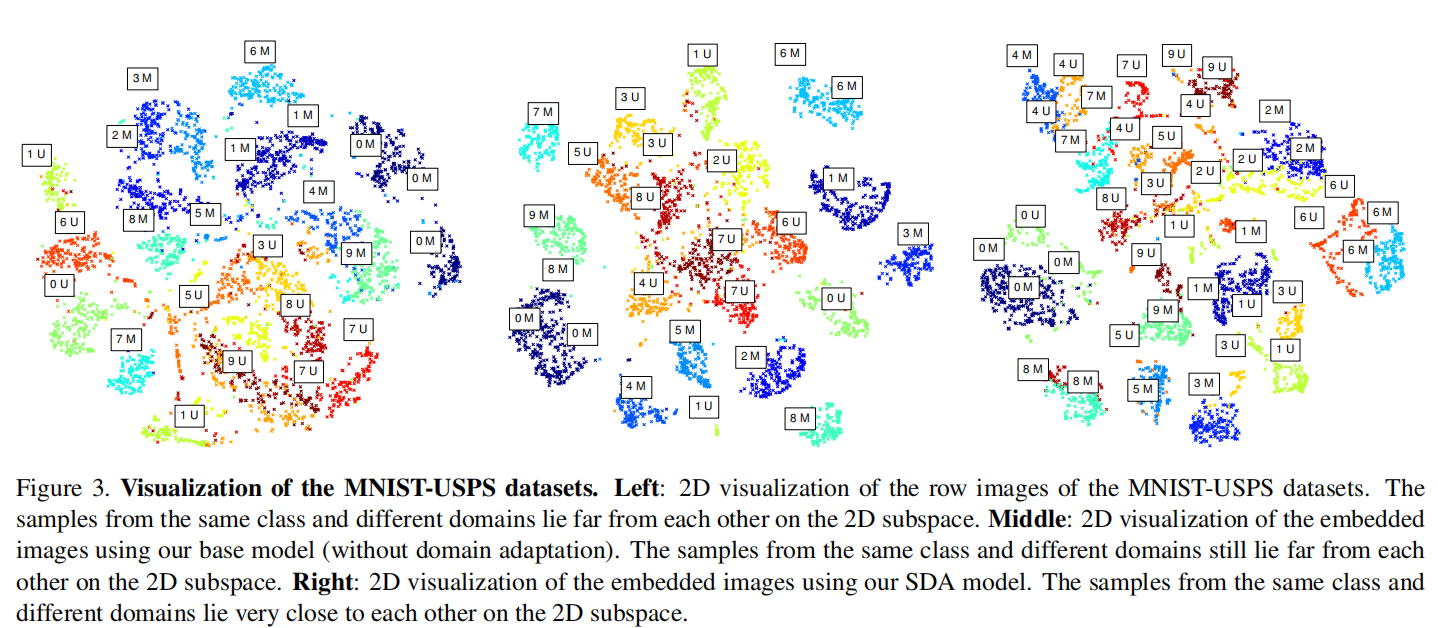 6 M
3 M
1 M
2 M
1 M
0 M
1 U
0 M
4 M
8 M
5 M
6 U
3 U
9 M
0 M
0 U
5 U
8 U
7 M
7 U
9 U
7 U
1 U
1 U
6 M
6 M
3 U
7 M
3 U
5 U
2 U
1 M
8 U
9 M
6 U
3 M
7 U
8 M
4 U
7 U
0 U
0 M
0 M
5 M
2 M
4 M
1 U
8 M
4 M
4 U
7 U
9 U
9 U
7 M
4 U
4 U
2 M
4 U
7 M
5 U
2 M
2 U
2 U
3 U
6 U
8 U
0 U
1 U
6 U
6 M
1 M
0 M
9 U
6 M
0 M
0 M
1 M
3 U
1 U
9 M
5 U
3 U
1 U
8 M
8 M
5 M
3 M
Figure 3. Visualization of the MNIST-USPS datasets. Left: 2D visualization of the row images of the MNIST-USPS datasets. The
samples from the same class and different domains lie far from each other on the 2D subspace. Middle: 2D visualization of the embedded
images using our base model (without domain adaptation). The samples from the same class and different domains still lie far from each
other on the 2D subspace. Right: 2D visualization of the embedded images using our SDA model. The samples from the same class and
different domains lie very close to each other on the 2D subspace.